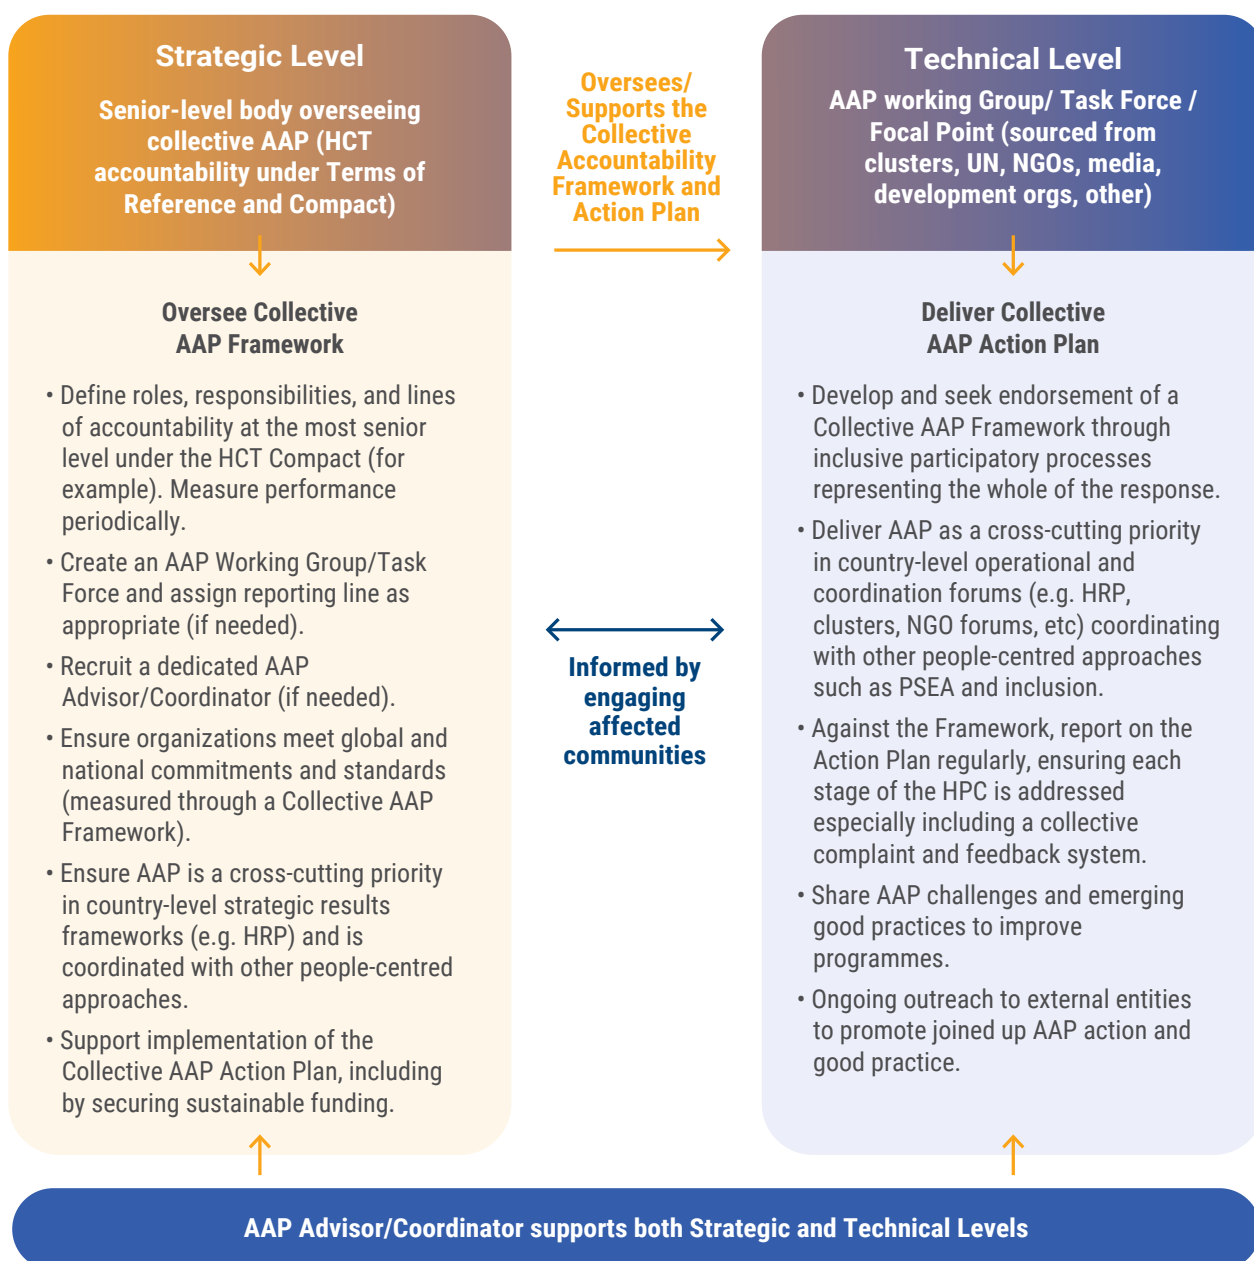 Strategic Level
Senior-level body overseeing
collective AAP (HCT
accountability under Terms of
Reference and Compact)
Oversee Collective
AAP Framework
• Define roles, responsibilities, and lines
of accountability at the most senior
level under the HCT Compact (for
example). Measure performance
periodically.
• Create an AAP Working Group/Task
Force and assign reporting line as
appropriate (if needed).
• Recruit a dedicated AAP
Advisor/Coordinator (if needed).
• Ensure organizations meet global and
national commitments and standards
(measured through a Collective AAP
Framework).
• Ensure AAP is a cross-cutting priority
in country-level strategic results
frameworks (e.g. HRP) and is
coordinated with other people-centred
approaches.
• Support implementation of the
Collective AAP Action Plan, including
by securing sustainable funding.
Oversees/
Supports the
Collective
Accountability
Framework and
Action Plan
Informed by
engaging
affected
communities
Technical Level
AAP working Group/ Task Force /
Focal Point (sourced from
clusters, UN, NGOs, media,
development orgs, other)
Deliver Collective
AAP Action Plan
• Develop and seek endorsement of a
Collective AAP Framework through
inclusive participatory processes
representing the whole of the response.
• Deliver AAP as a cross-cutting priority
in country-level operational and
coordination forums (e.g. HRP,
clusters, NGO forums, etc) coordinating
with other people-centred approaches
such as PSEA and inclusion.
• Against the Framework, report on the
Action Plan regularly, ensuring each
stage of the HPC is addressed
especially including a collective
complaint and feedback system.
• Share AAP challenges and emerging
good practices to improve
programmes.
• Ongoing outreach to external entities
to promote joined up AAP action and
good practice.
AAP Advisor/Coordinator supports both Strategic and Technical Levels